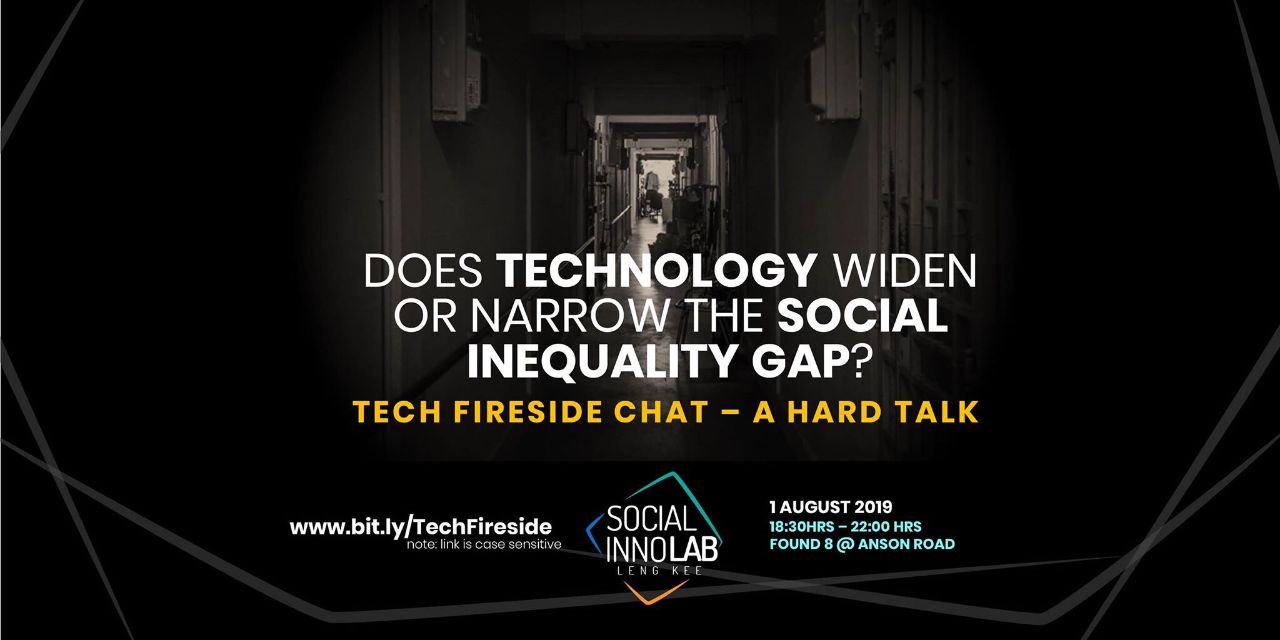 DOES TECHNOLOGY WIDEN
OR NARROW THE SOCIAL
INEQUALITY GAP?
TECH FIRESIDE CHAT – A HARD TALK
www.bit.ly/TechFireside
note: link is case sensitive
SOCIAL
INNOLAB
LENG KEE
1 AUGUST 2019
18:30HRS – 22:00 HRS
FOUND 8 @ ANSON ROAD